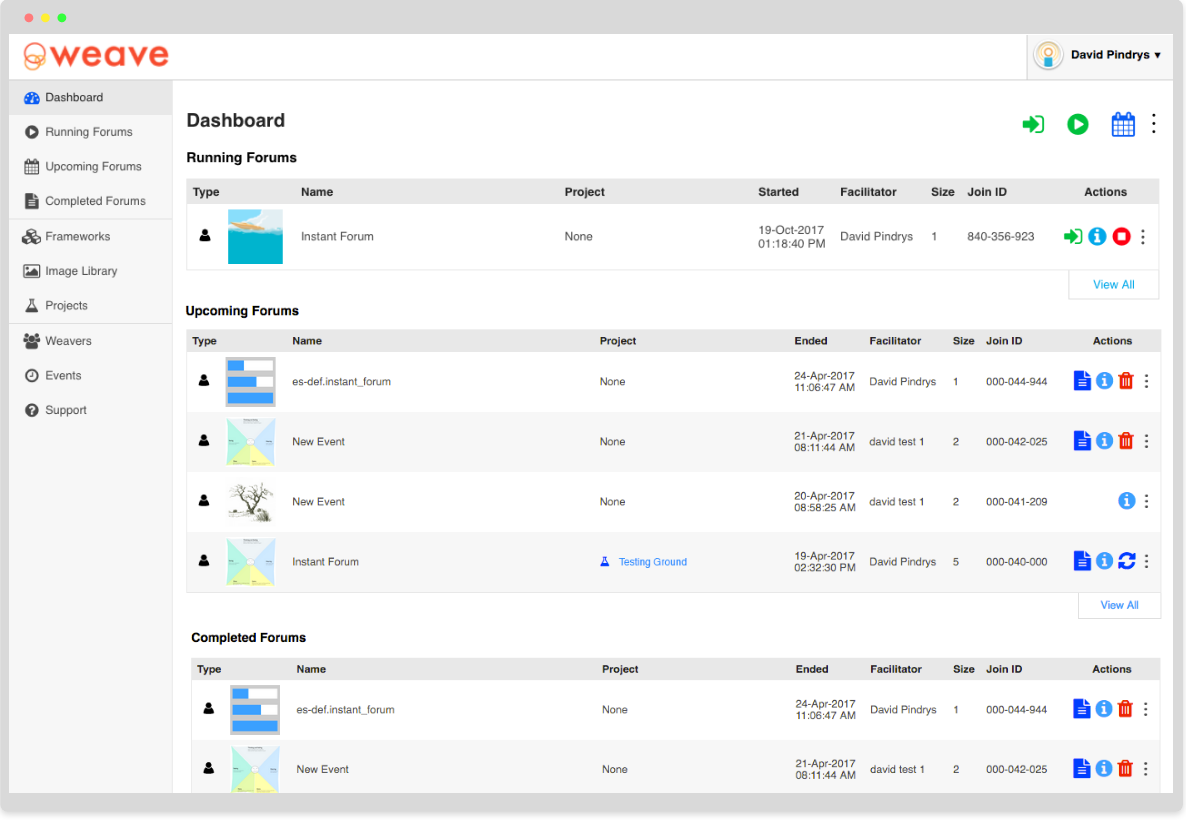 weave
David Pindrys ▾
Dashboard
Running Forums
Upcoming Forums
Completed Forums
Frameworks
Image Library
Projects
Weavers
Events
Support
Dashboard
Running Forums
Type Name Project Started Facilitator Size Join ID Actions
Instant Forum None 19-Oct-2017 01:18:40 PM David Pindrys 1 840-356-923
View All
Upcoming Forums
Type Name Project Ended Facilitator Size Join ID Actions
es-def.instant_forum None 24-Apr-2017 11:06:47 AM David Pindrys 1 000-044-944
New Event None 21-Apr-2017 08:11:44 AM david test 1 2 000-042-025
New Event None 20-Apr-2017 08:58:25 AM david test 1 2 000-041-209
Instant Forum Testing Ground 19-Apr-2017 02:32:30 PM David Pindrys 5 000-040-000
View All
Completed Forums
Type Name Project Ended Facilitator Size Join ID Actions
es-def.instant_forum None 24-Apr-2017 11:06:47 AM David Pindrys 1 000-044-944
New Event None 21-Apr-2017 08:11:44 AM david test 1 2 000-042-025